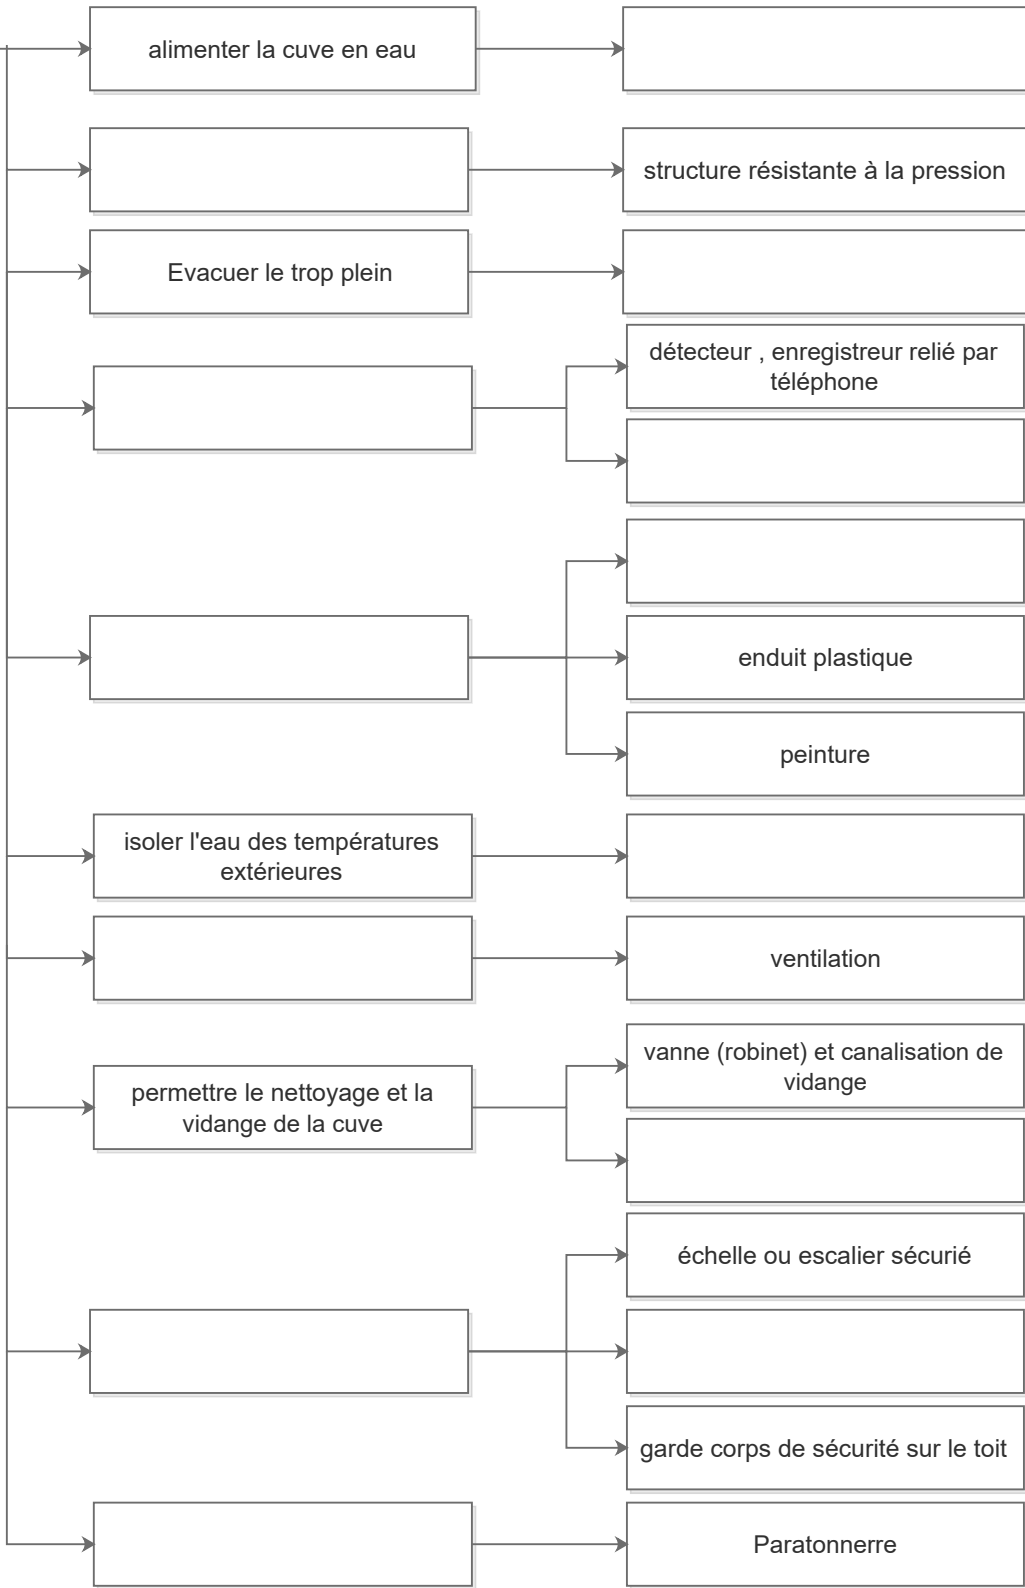 alimenter la cuve en eau
structure résistante à la pression
Evacuer le trop plein
détecteur , enregistreur relié par
téléphone
enduit plastique
peinture
isoler l'eau des températures
extérieures
ventilation
vanne (robinet) et canalisation de
vidange
permettre le nettoyage et la
vidange de la cuve
échelle ou escalier sécurié
garde corps de sécurité sur le toit
Paratonnerre